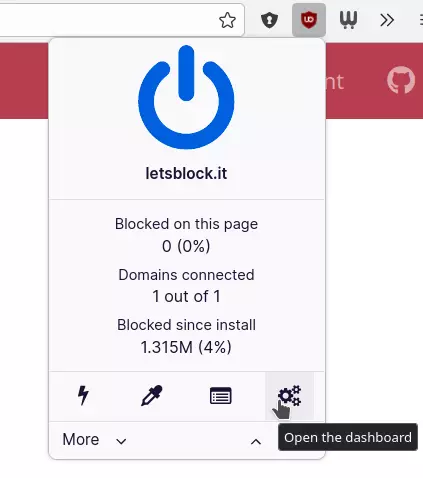 nt
letsblock.it
Blocked on this page
0 (0%)
Domains connected
1 out of 1
Blocked since install
1.315M (4%)
More
Open the dashboard